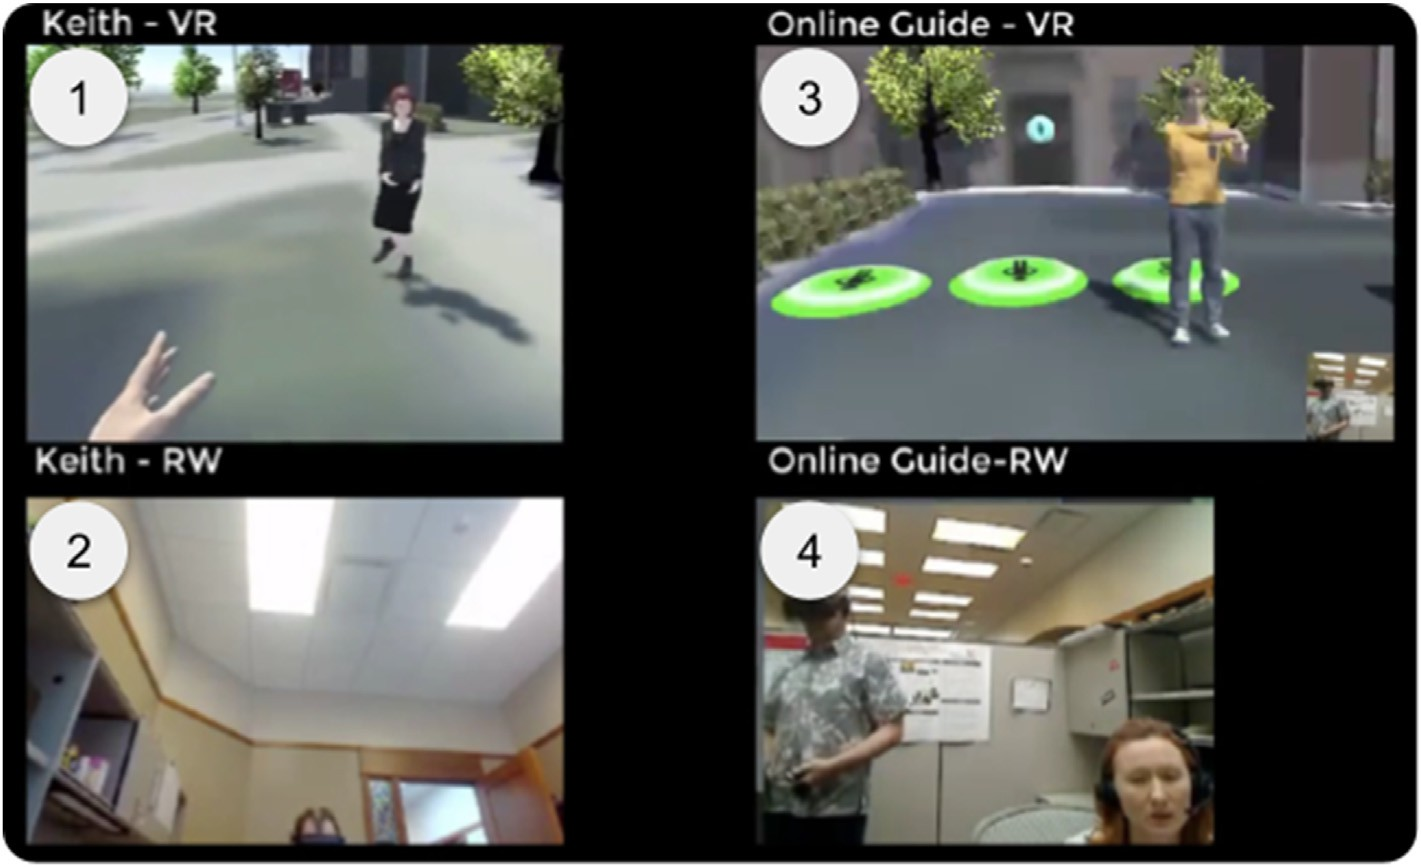 Keith - VR
1
Online Guide - VR
3
Keith - RW
2
Online Guide-RW
4